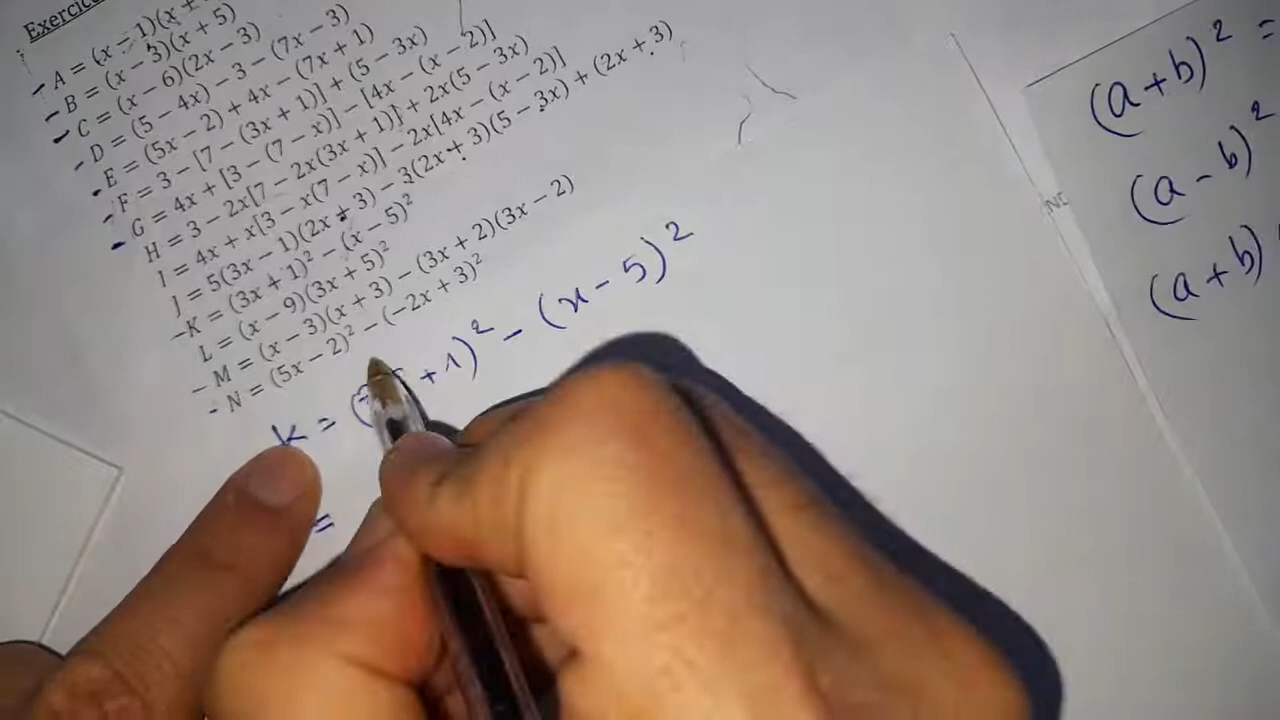 Exercice
- A = (x − 1)(x +
- B = (x − 3)(x + 5)
- C = (x − 6)(2x − 3)
- D = (5 − 4x) − 3 − (7x − 3)
- E = (5x − 2) + 4x − (7x + 1)
- F = 3 − [7 − (3x + 1)] + (5 − 3x)
- G = 4x + [3 − (7 − x)] − [4x − (x − 2)]
H = 3 − 2x[7 − 2x(3x + 1)] + 2x(5 − 3x)
I = 4x + x[3 − x(7 − x)] − 2x[4x − (x − 2)]
J = 5(3x − 1)(2x + 3) − 3(2x + 3)(5 − 3x) + (2x + 3)
- K = (3x + 1)² − (x − 5)²
L = (x − 9)(3x + 5)²
- M = (x − 3)(x + 3) − (3x + 2)(3x − 2)
- N = (5x − 2)² − (−2x + 3)²
K = ( + 1)² − (x − 5)²
=
(a + b)² =
(a − b)²
(a + b)